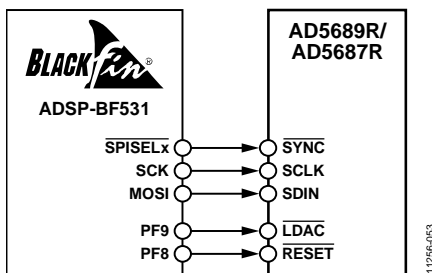 BLACKfin®
ADSP-BF531
AD5689R/
AD5687R
SPISELx
SYNC
SCK
SCLK
MOSI
SDIN
PF9
LDAC
PF8
RESET
11256-053